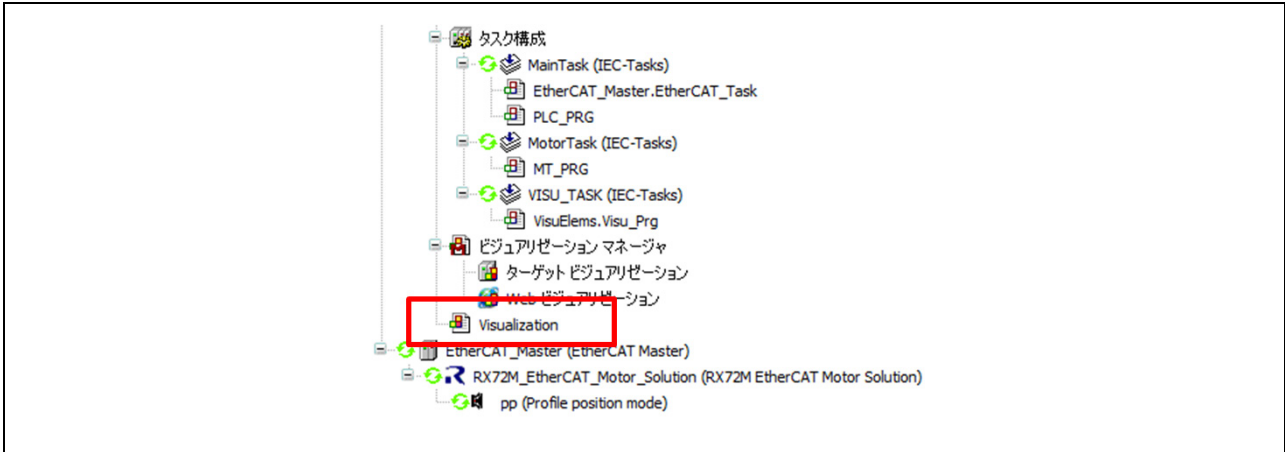 タスク構成
MainTask (IEC-Tasks)
EtherCAT_Master.EtherCAT_Task
PLC_PRG
MotorTask (IEC-Tasks)
MT_PRG
VISU_TASK (IEC-Tasks)
VisuElems.Visu_Prg
ビジュアリゼーション マネージャ
ターゲット ビジュアリゼーション
Web ビジュアリゼーション
Visualization
EtherCAT_Master (EtherCAT Master)
RX72M_EtherCAT_Motor_Solution (RX72M EtherCAT Motor Solution)
pp (Profile position mode)